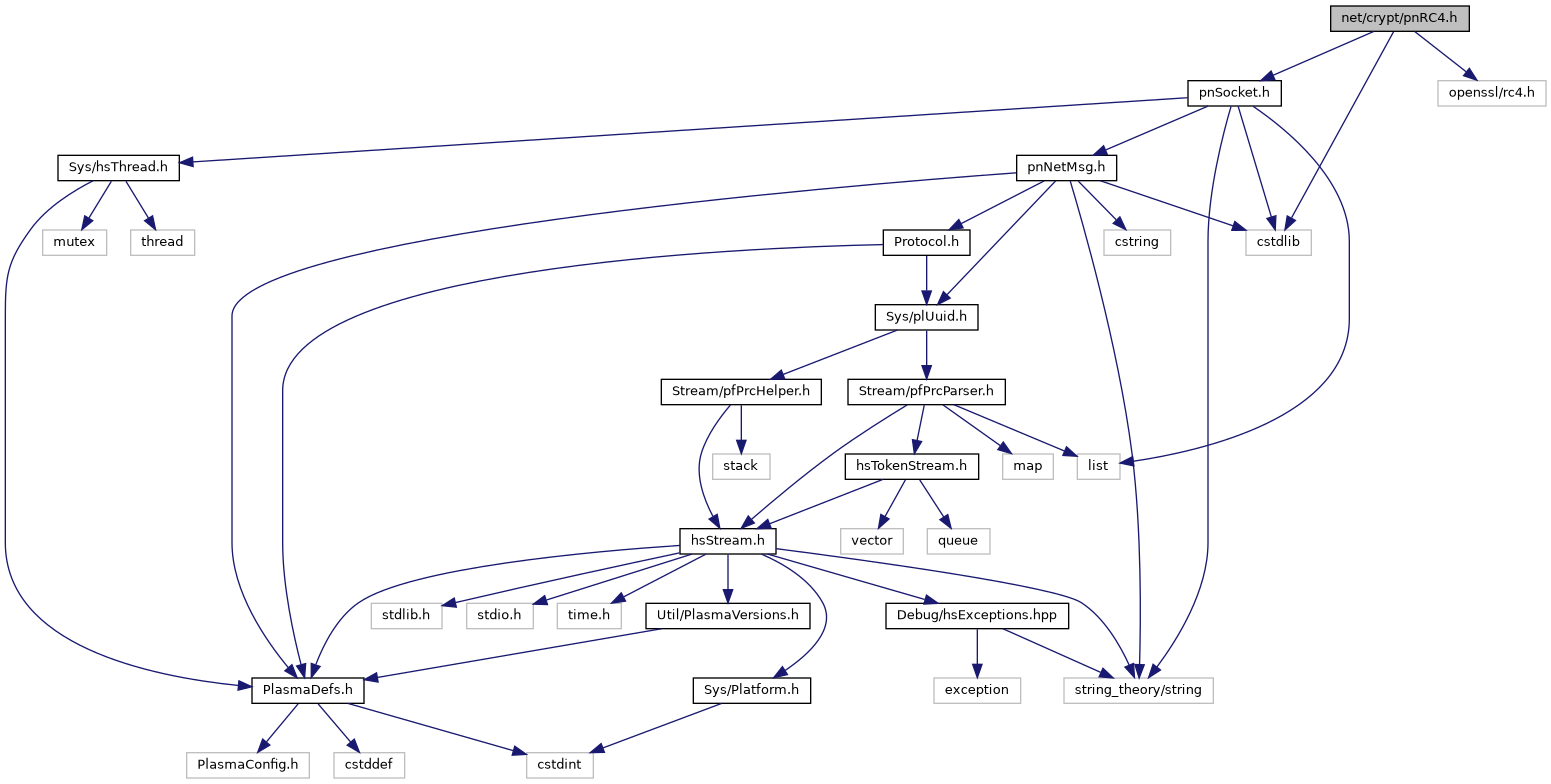 net/crypt/pnRC4.h
pnSocket.h
openssl/rc4.h
Sys/hsThread.h
pnNetMsg.h
mutex
thread
Protocol.h
cstring
cstdlib
Sys/plUuid.h
Stream/pfPrcHelper.h
Stream/pfPrcParser.h
stack
hsTokenStream.h
map
list
hsStream.h
vector
queue
stdlib.h
stdio.h
time.h
Util/PlasmaVersions.h
Debug/hsExceptions.hpp
PlasmaDefs.h
Sys/Platform.h
exception
string_theory/string
PlasmaConfig.h
cstddef
cstdint